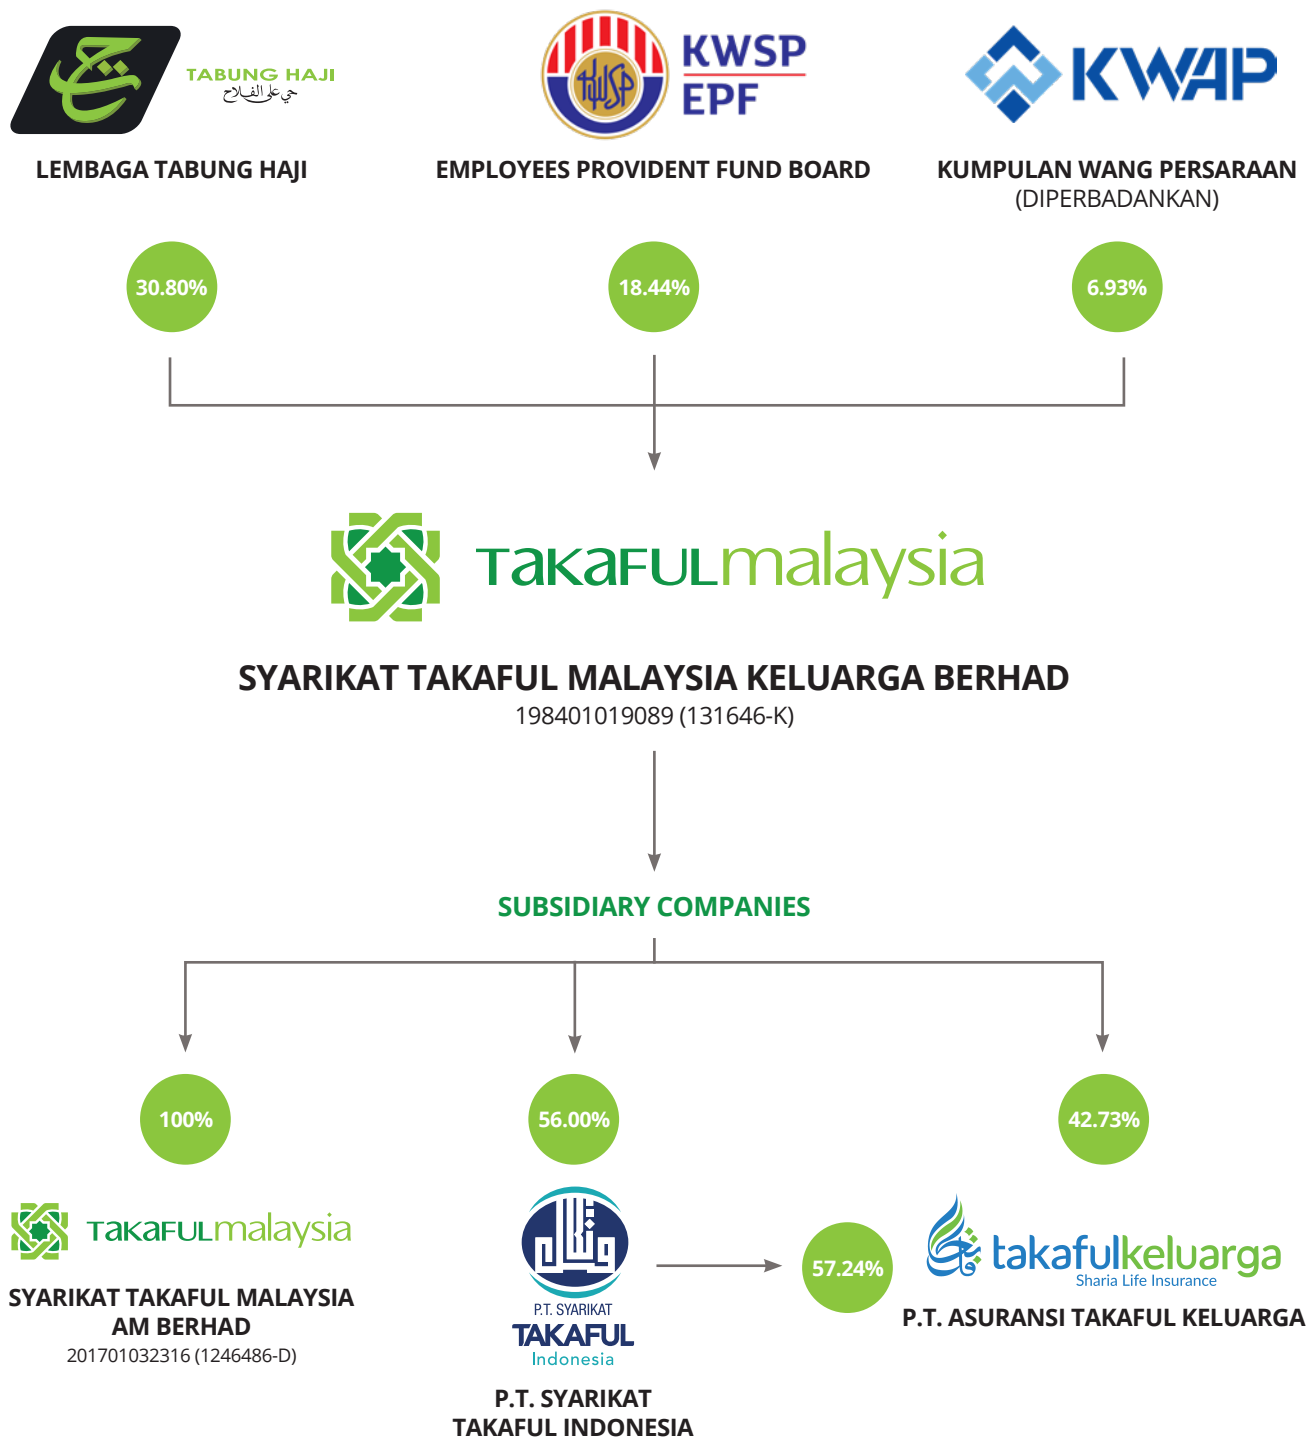 TABUNG HAJI
حي على الفلاح
KWSP
EPF
KWSP
KWAP
LEMBAGA TABUNG HAJI
EMPLOYEES PROVIDENT FUND BOARD
KUMPULAN WANG PERSARAAN
(DIPERBADANKAN)
30.80%
18.44%
6.93%
TAKAFULmalaysia
SYARIKAT TAKAFUL MALAYSIA KELUARGA BERHAD
198401019089 (131646-K)
SUBSIDIARY COMPANIES
100%
56.00%
42.73%
TAKAFULmalaysia
SYARIKAT TAKAFUL MALAYSIA
AM BERHAD
201701032316 (1246486-D)
P.T. SYARIKAT
TAKAFUL
Indonesia
P.T. SYARIKAT
TAKAFUL INDONESIA
57.24%
takafulkeluarga
Sharia Life Insurance
P.T. ASURANSI TAKAFUL KELUARGA